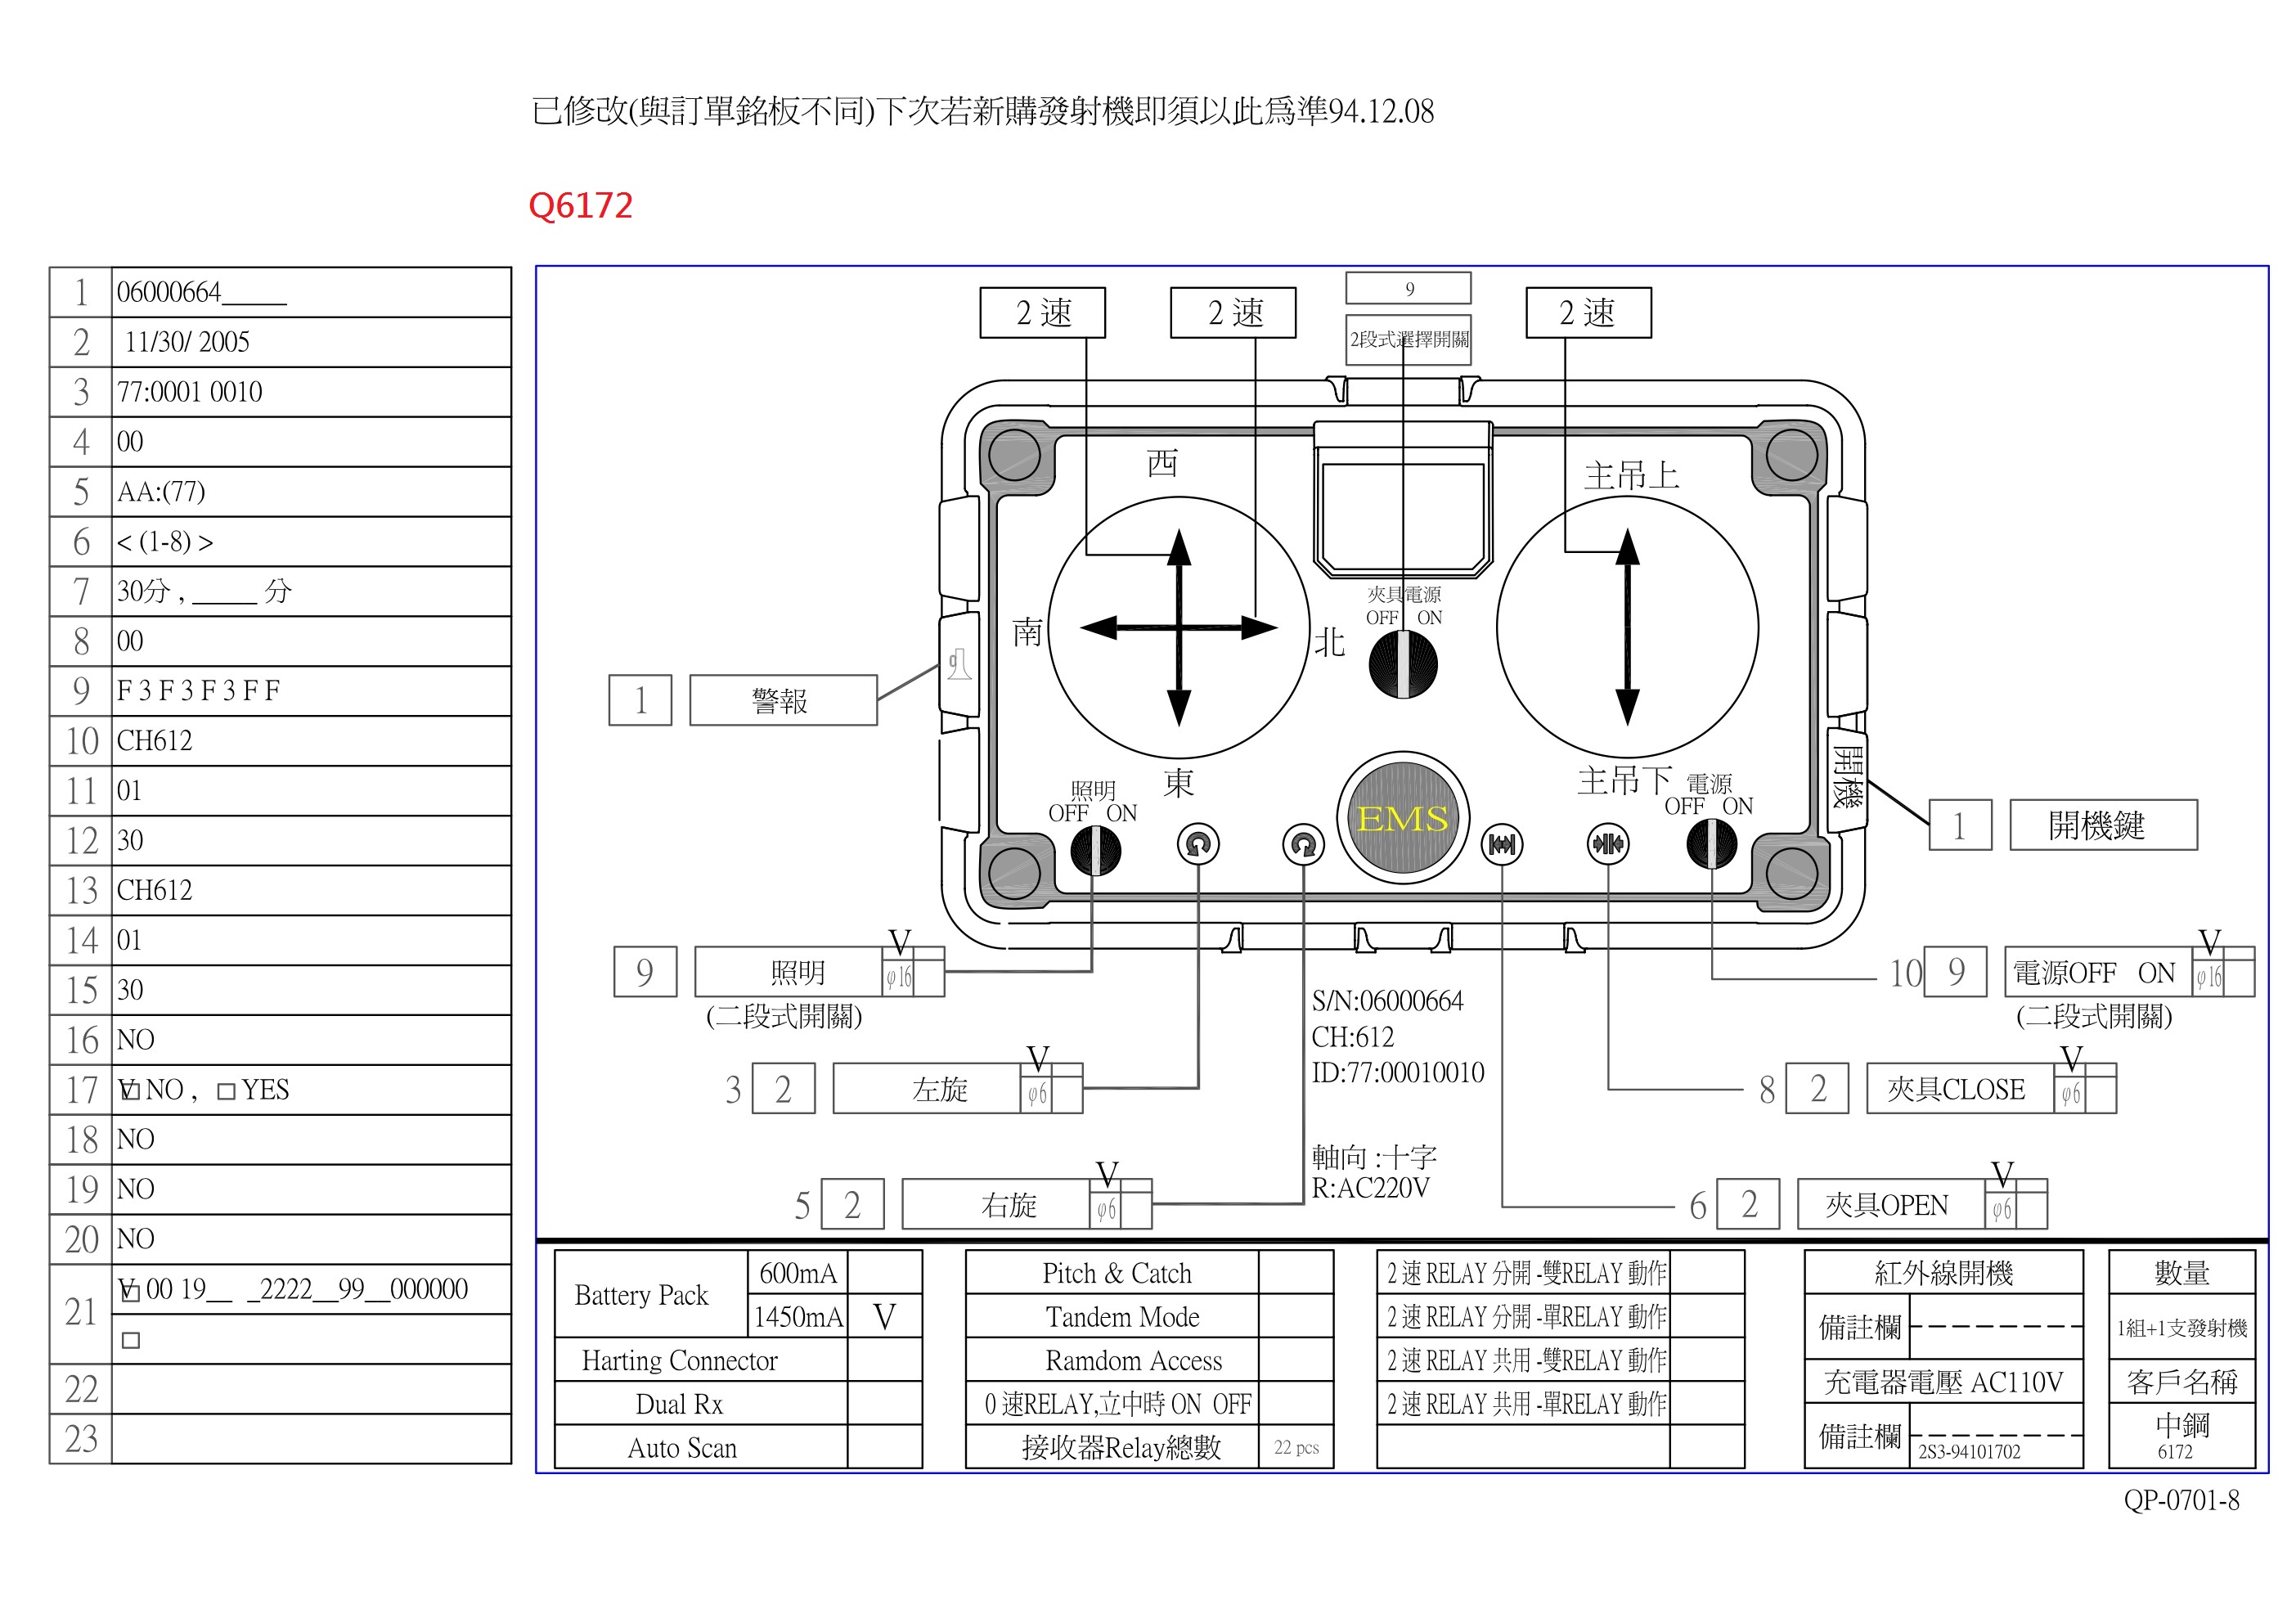 已修改(與訂單銘板不同)下次若新購發射機即須以此爲準94.12.08
Q6172
1 06000664_____
2 11/30/ 2005
3 77:0001 0010
4 00
5 AA:(77)
6 < (1-8) >
7 30分 , _____ 分
8 00
9 F 3 F 3 F 3 F F
10 CH612
11 01
12 30
13 CH612
14 01
15 30
16 NO
17 V□ NO , □ YES
18 NO
19 NO
20 NO
21 V□ 00 19__ _2222__99__000000
□
22
23
2 速
2 速
9
2段式選擇開關
2 速
西
南
北
東
夾具電源
OFF ON
主吊上
主吊下
1 警報
照明
OFF ON
EMS
電源
OFF ON
開機
1 開機鍵
9 照明 V φ16
(二段式開關)
3 2 左旋 V φ6
5 2 右旋 V φ6
S/N:06000664
CH:612
ID:77:00010010
軸向 :十字
R:AC220V
10 9 電源OFF ON V φ16
(二段式開關)
8 2 夾具CLOSE V φ6
6 2 夾具OPEN V φ6
Battery Pack 600mA
1450mA V
Harting Connector
Dual Rx
Auto Scan
Pitch & Catch
Tandem Mode
Ramdom Access
0 速RELAY,立中時 ON OFF
接收器Relay總數 22 pcs
2 速 RELAY 分開 -雙RELAY 動作
2 速 RELAY 分開 -單RELAY 動作
2 速 RELAY 共用 -雙RELAY 動作
2 速 RELAY 共用 -單RELAY 動作
紅外線開機
備註欄
充電器電壓 AC110V
備註欄 2S3-94101702
數量
1組+1支發射機
客戶名稱
中鋼
6172
QP-0701-8